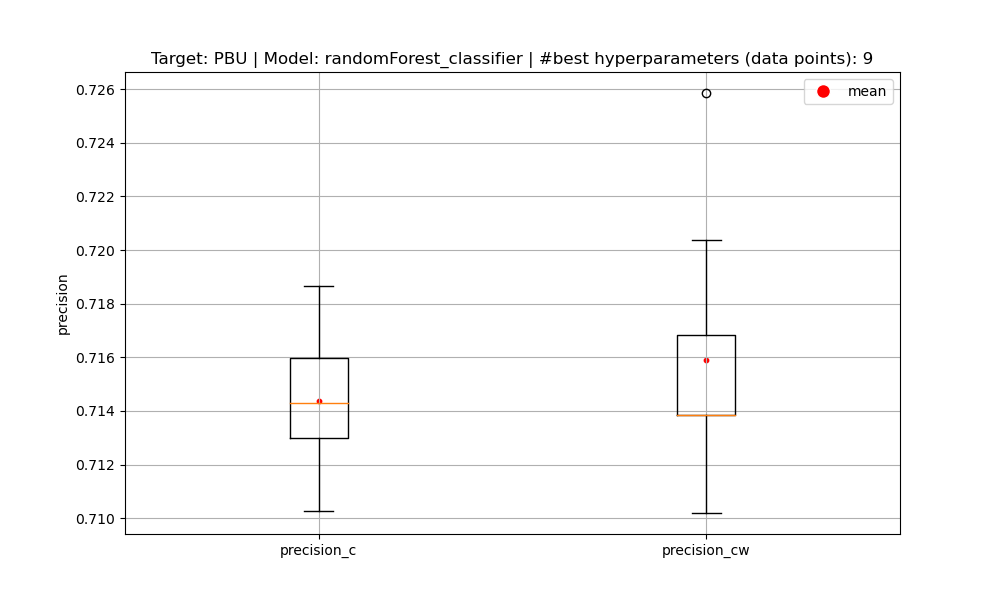 Target: PBU | Model: randomForest_classifier | #best hyperparameters (data points): 9
mean
precision
0.726
0.724
0.722
0.720
0.718
0.716
0.714
0.712
0.710
precision_c
precision_cw